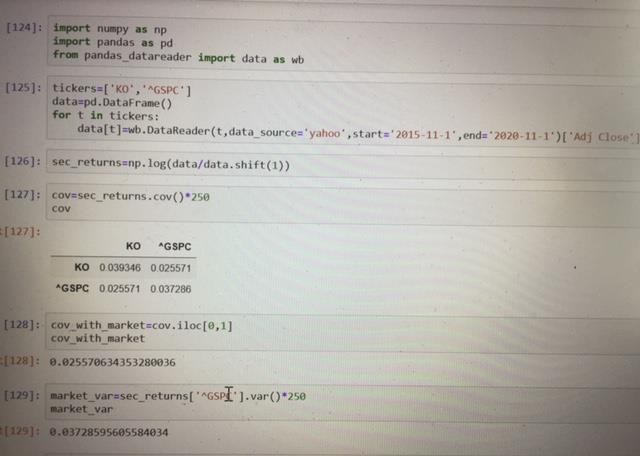 [124]: import numpy as np
import pandas as pd
from pandas_datareader import data as wb
[125]: tickers=['KO','^GSPC']
data=pd.DataFrame()
for t in tickers:
data[t]=wb.DataReader(t,data_source='yahoo',start='2015-11-1',end='2020-11-1')['Adj Close']
[126]: sec_returns=np.log(data/data.shift(1))
[127]: cov=sec_returns.cov()*250
cov
t[127]:
KO ^GSPC
KO 0.039346 0.025571
^GSPC 0.025571 0.037286
[128]: cov_with_market=cov.iloc[0,1]
cov_with_market
t[128]: 0.025570634353280036
[129]: market_var=sec_returns['^GSPC'].var()*250
market_var
t[129]: 0.03728595605584034